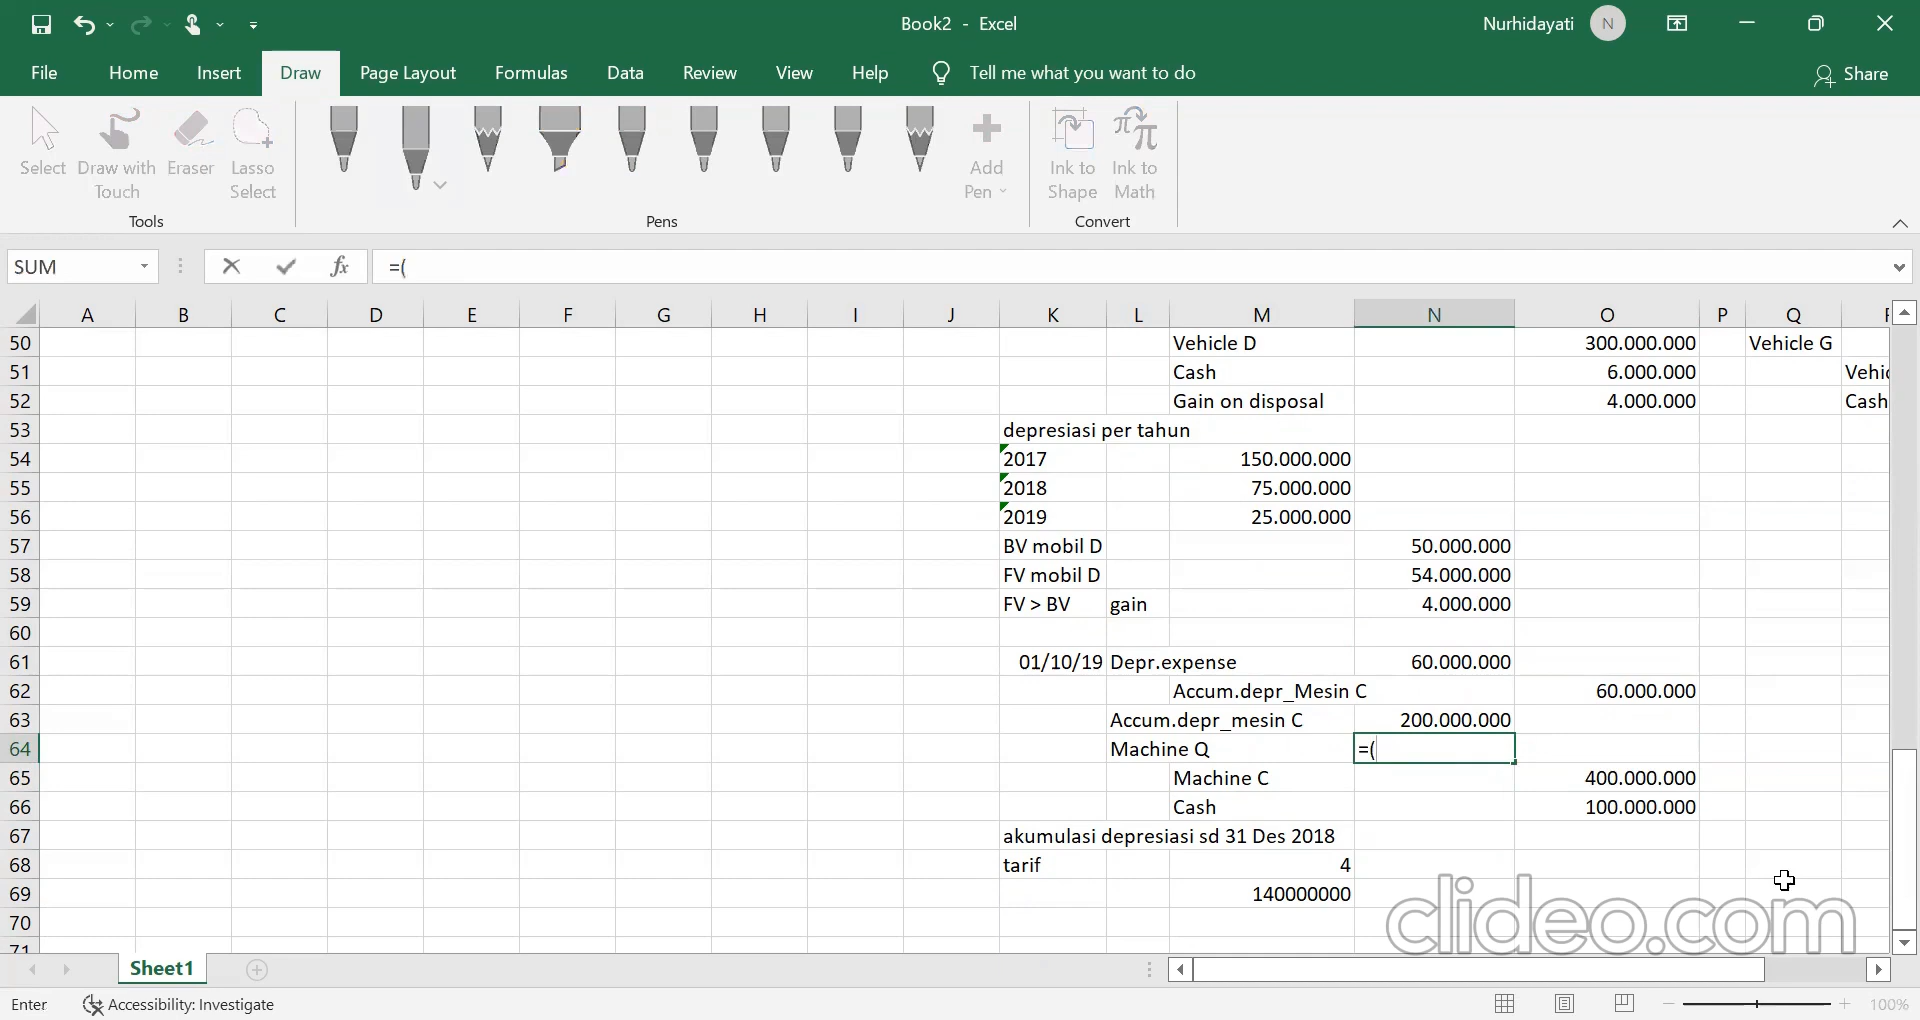 Book2 - Excel
Nurhidayati N
File Home Insert Draw Page Layout Formulas Data Review View Help Tell me what you want to do Share
Select Draw with Touch Eraser Lasso Select Add Pen Ink to Shape Ink to Math
Tools Pens Convert
SUM fx =(
A B C D E F G H I J K L M N O P Q
50 Vehicle D 300.000.000 Vehicle G
51 Cash 6.000.000 Vehic
52 Gain on disposal 4.000.000 Cash
53 depresiasi per tahun
54 2017 150.000.000
55 2018 75.000.000
56 2019 25.000.000
57 BV mobil D 50.000.000
58 FV mobil D 54.000.000
59 FV > BV gain 4.000.000
60
61 01/10/19 Depr.expense 60.000.000
62 Accum.depr_Mesin C 60.000.000
63 Accum.depr_mesin C 200.000.000
64 Machine Q =(
65 Machine C 400.000.000
66 Cash 100.000.000
67 akumulasi depresiasi sd 31 Des 2018
68 tarif 4
69 140000000
70
71
clideo.com
Sheet1
Enter Accessibility: Investigate 100%